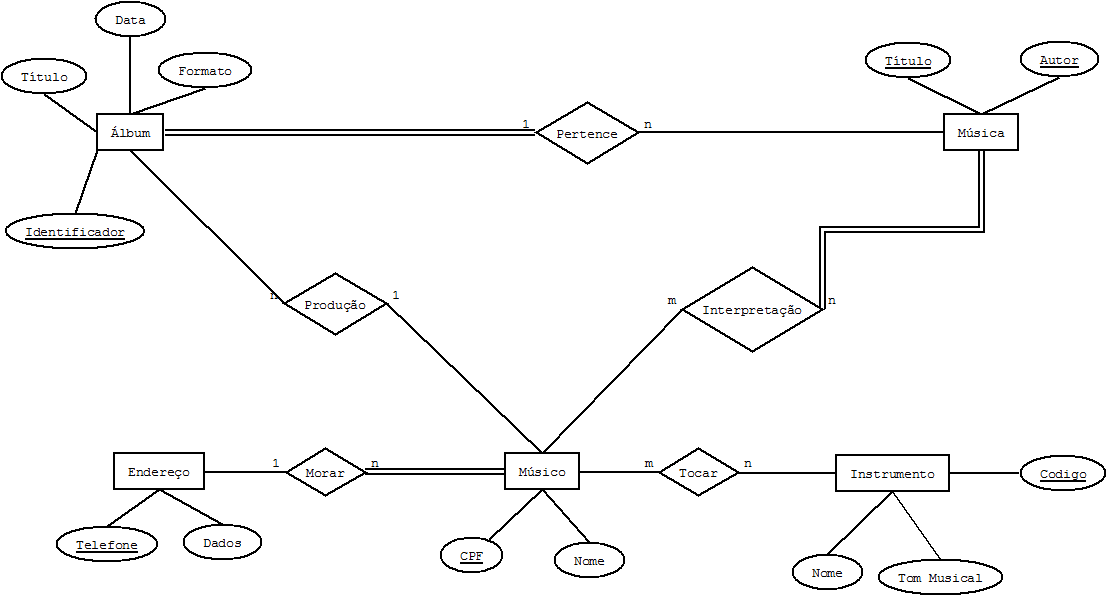 Data
Título
Formato
Título
Autor
Álbum
1
Pertence
n
Música
Identificador
n
Produção
1
m
Interpretação
n
Endereço
1
Morar
n
Músico
m
Tocar
n
Instrumento
Codigo
Telefone
Dados
CPF
Nome
Nome
Tom Musical